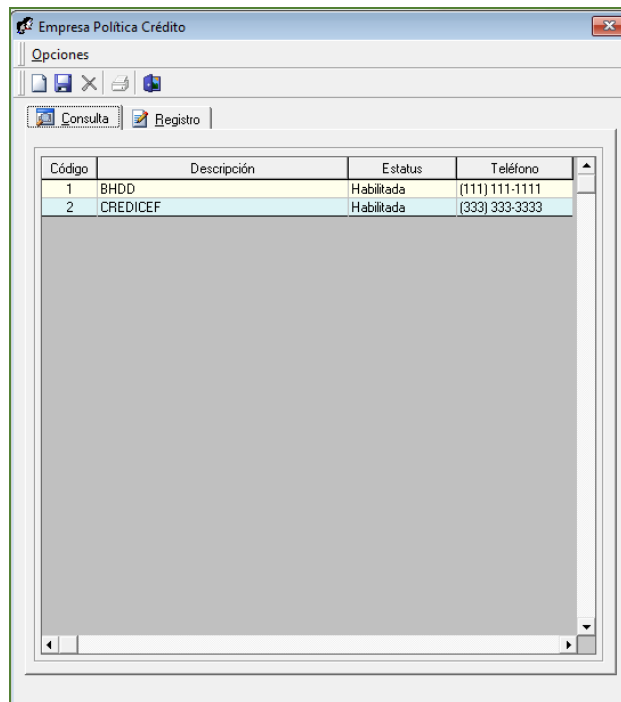 Empresa Política Crédito
Opciones
Consulta Registro
Código Descripción Estatus Teléfono
1 BHDD Habilitada (111) 111-1111
2 CREDICEF Habilitada (333) 333-3333